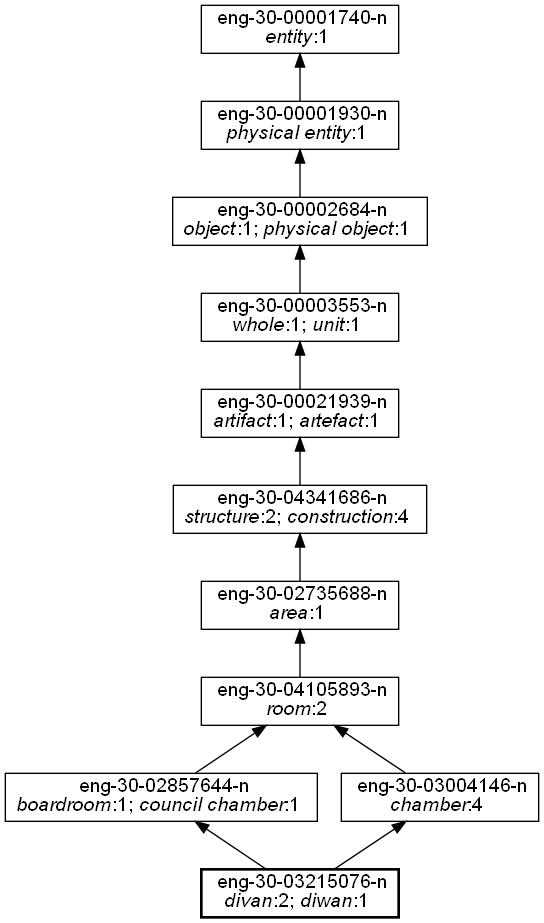 eng-30-00001740-n
entity:1
eng-30-00001930-n
physical entity:1
eng-30-00002684-n
object:1; physical object:1
eng-30-00003553-n
whole:1; unit:1
eng-30-00021939-n
artifact:1; artefact:1
eng-30-04341686-n
structure:2; construction:4
eng-30-02735688-n
area:1
eng-30-04105893-n
room:2
eng-30-02857644-n
boardroom:1; council chamber:1
eng-30-03004146-n
chamber:4
eng-30-03215076-n
divan:2; diwan:1